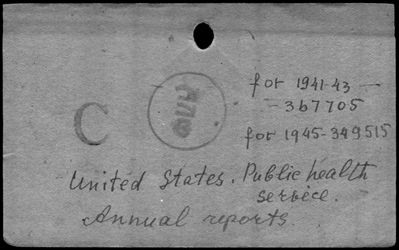 for 1941-43 —
- 367705
for 1945-349515
C
United States. Public health
service.
Annual reports